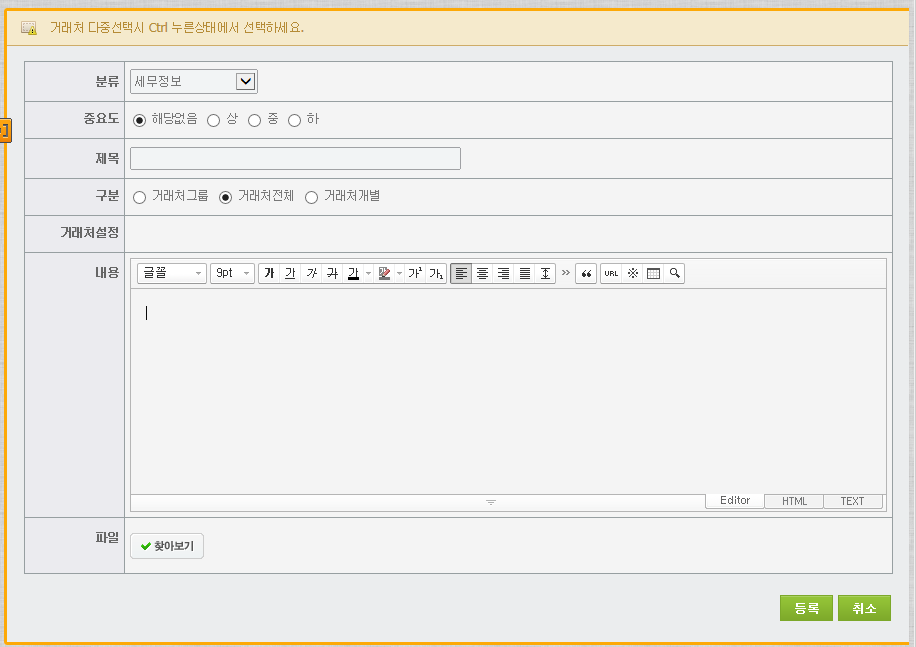 거래처 다중선택시 Ctrl 누른상태에서 선택하세요.
분류 세무정보
중요도 해당없음 상 중 하
제목
구분 거래처그룹 거래처전체 거래처개별
거래처설정
내용 글꼴 9pt 가 가 가 가 가 가¹ 가₁ URL
Editor HTML TEXT
파일 찾아보기
등록 취소